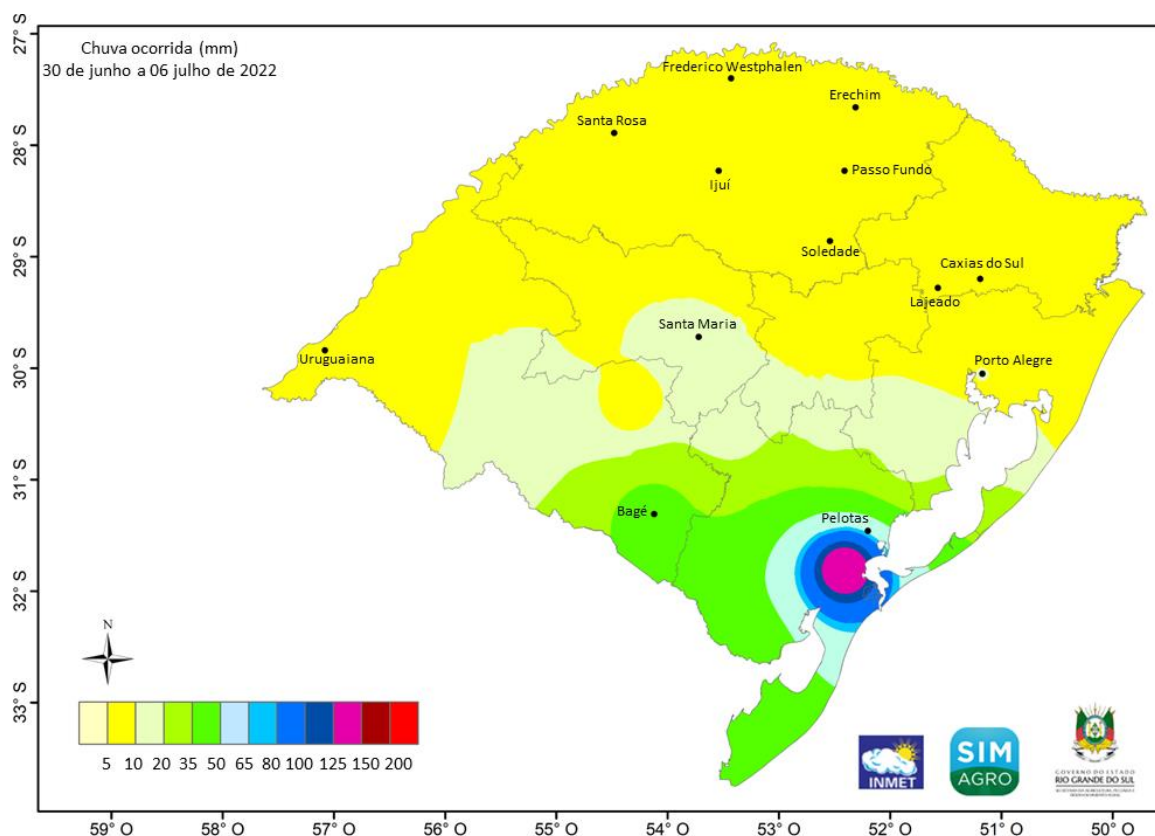 Chuva ocorrida (mm)
30 de junho a 06 julho de 2022
27° S
28° S
29° S
30° S
31° S
32° S
33° S
Frederico Westphalen
Erechim
Santa Rosa
Ijuí
Passo Fundo
Soledade
Caxias do Sul
Lajeado
Santa Maria
Uruguaiana
Porto Alegre
Bagé
Pelotas
N
5 10 20 35 50 65 80 100 125 150 200
INMET
SIM
AGRO
GOVERNO DO ESTADO
RIO GRANDE DO SUL
59° O 58° O 57° O 56° O 55° O 54° O 53° O 52° O 51° O 50° O